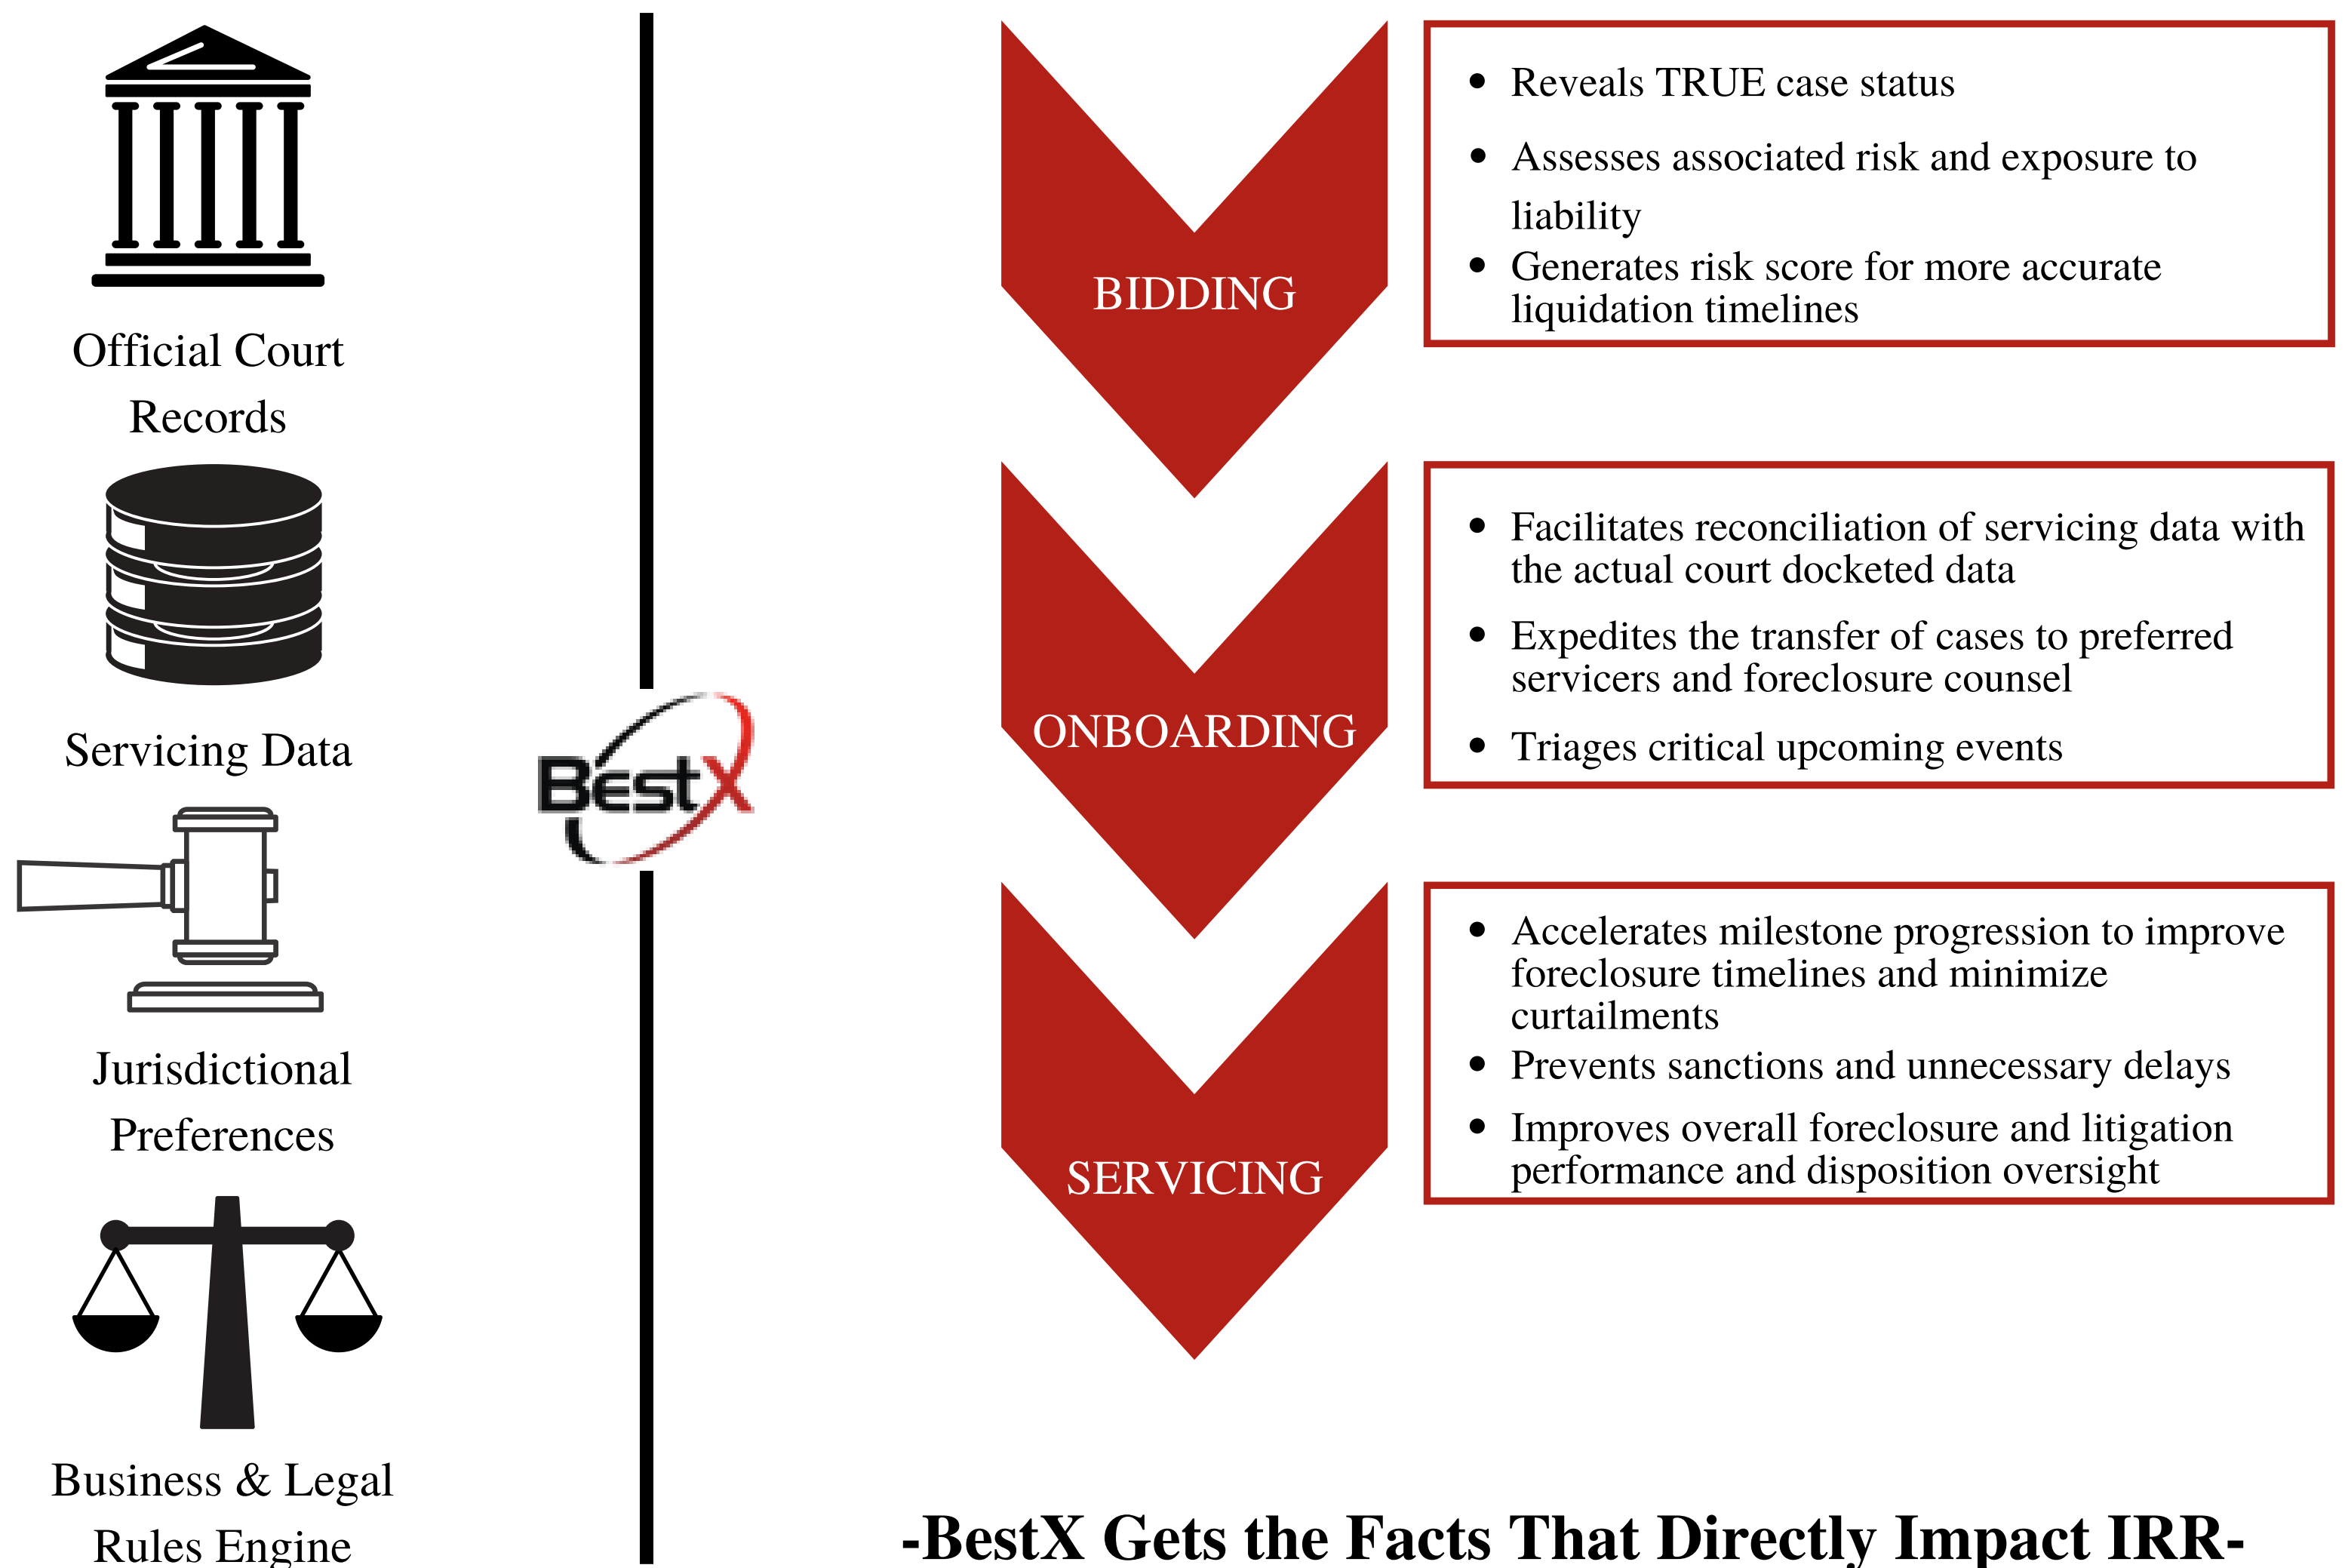 Official Court
Records
Servicing Data
Jurisdictional
Preferences
Business & Legal
Rules Engine
BestX
BIDDING
• Reveals TRUE case status
• Assesses associated risk and exposure to
liability
• Generates risk score for more accurate
liquidation timelines
ONBOARDING
• Facilitates reconciliation of servicing data with
the actual court docketed data
• Expedites the transfer of cases to preferred
servicers and foreclosure counsel
• Triages critical upcoming events
SERVICING
• Accelerates milestone progression to improve
foreclosure timelines and minimize
curtailments
• Prevents sanctions and unnecessary delays
• Improves overall foreclosure and litigation
performance and disposition oversight
-BestX Gets the Facts That Directly Impact IRR-